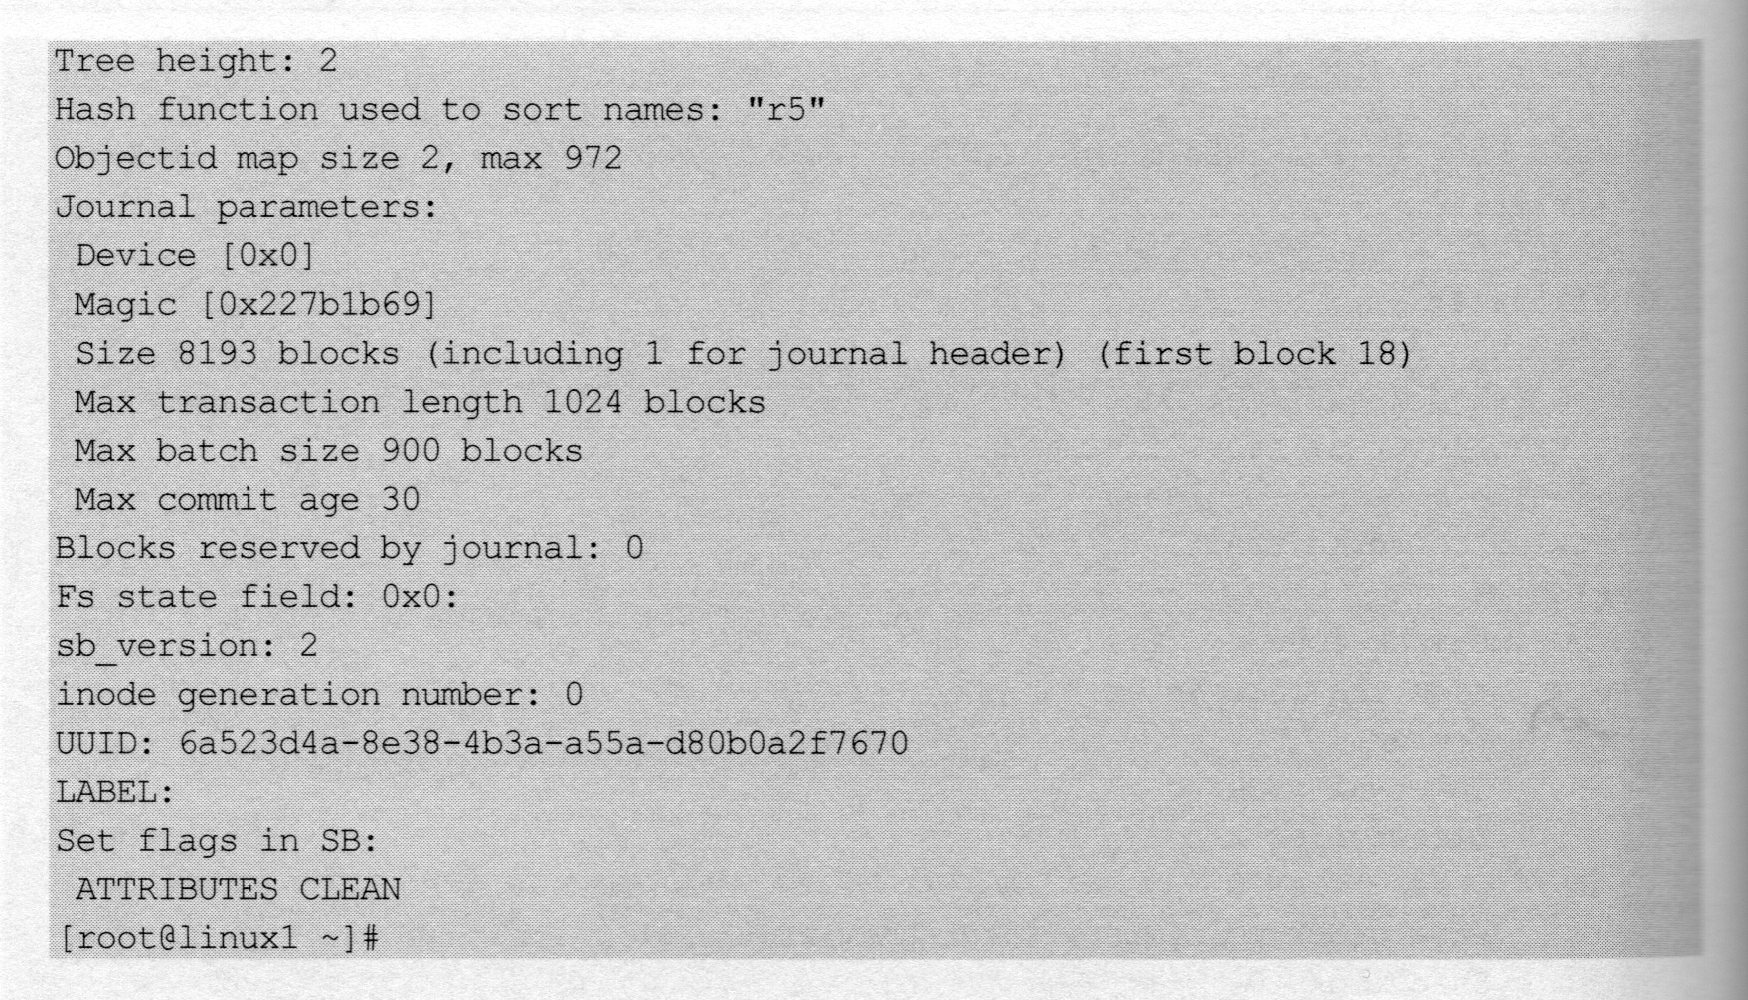 Tree height: 2
Hash function used to sort names: "r5"
Objectid map size 2, max 972
Journal parameters:
 Device [0x0]
 Magic [0x227b1b69]
 Size 8193 blocks (including 1 for journal header) (first block 18)
 Max transaction length 1024 blocks
 Max batch size 900 blocks
 Max commit age 30
Blocks reserved by journal: 0
Fs state field: 0x0:
sb_version: 2
inode generation number: 0
UUID: 6a523d4a-8e38-4b3a-a55a-d80b0a2f7670
LABEL:
Set flags in SB:
 ATTRIBUTES CLEAN
[root@linux1 ~]#